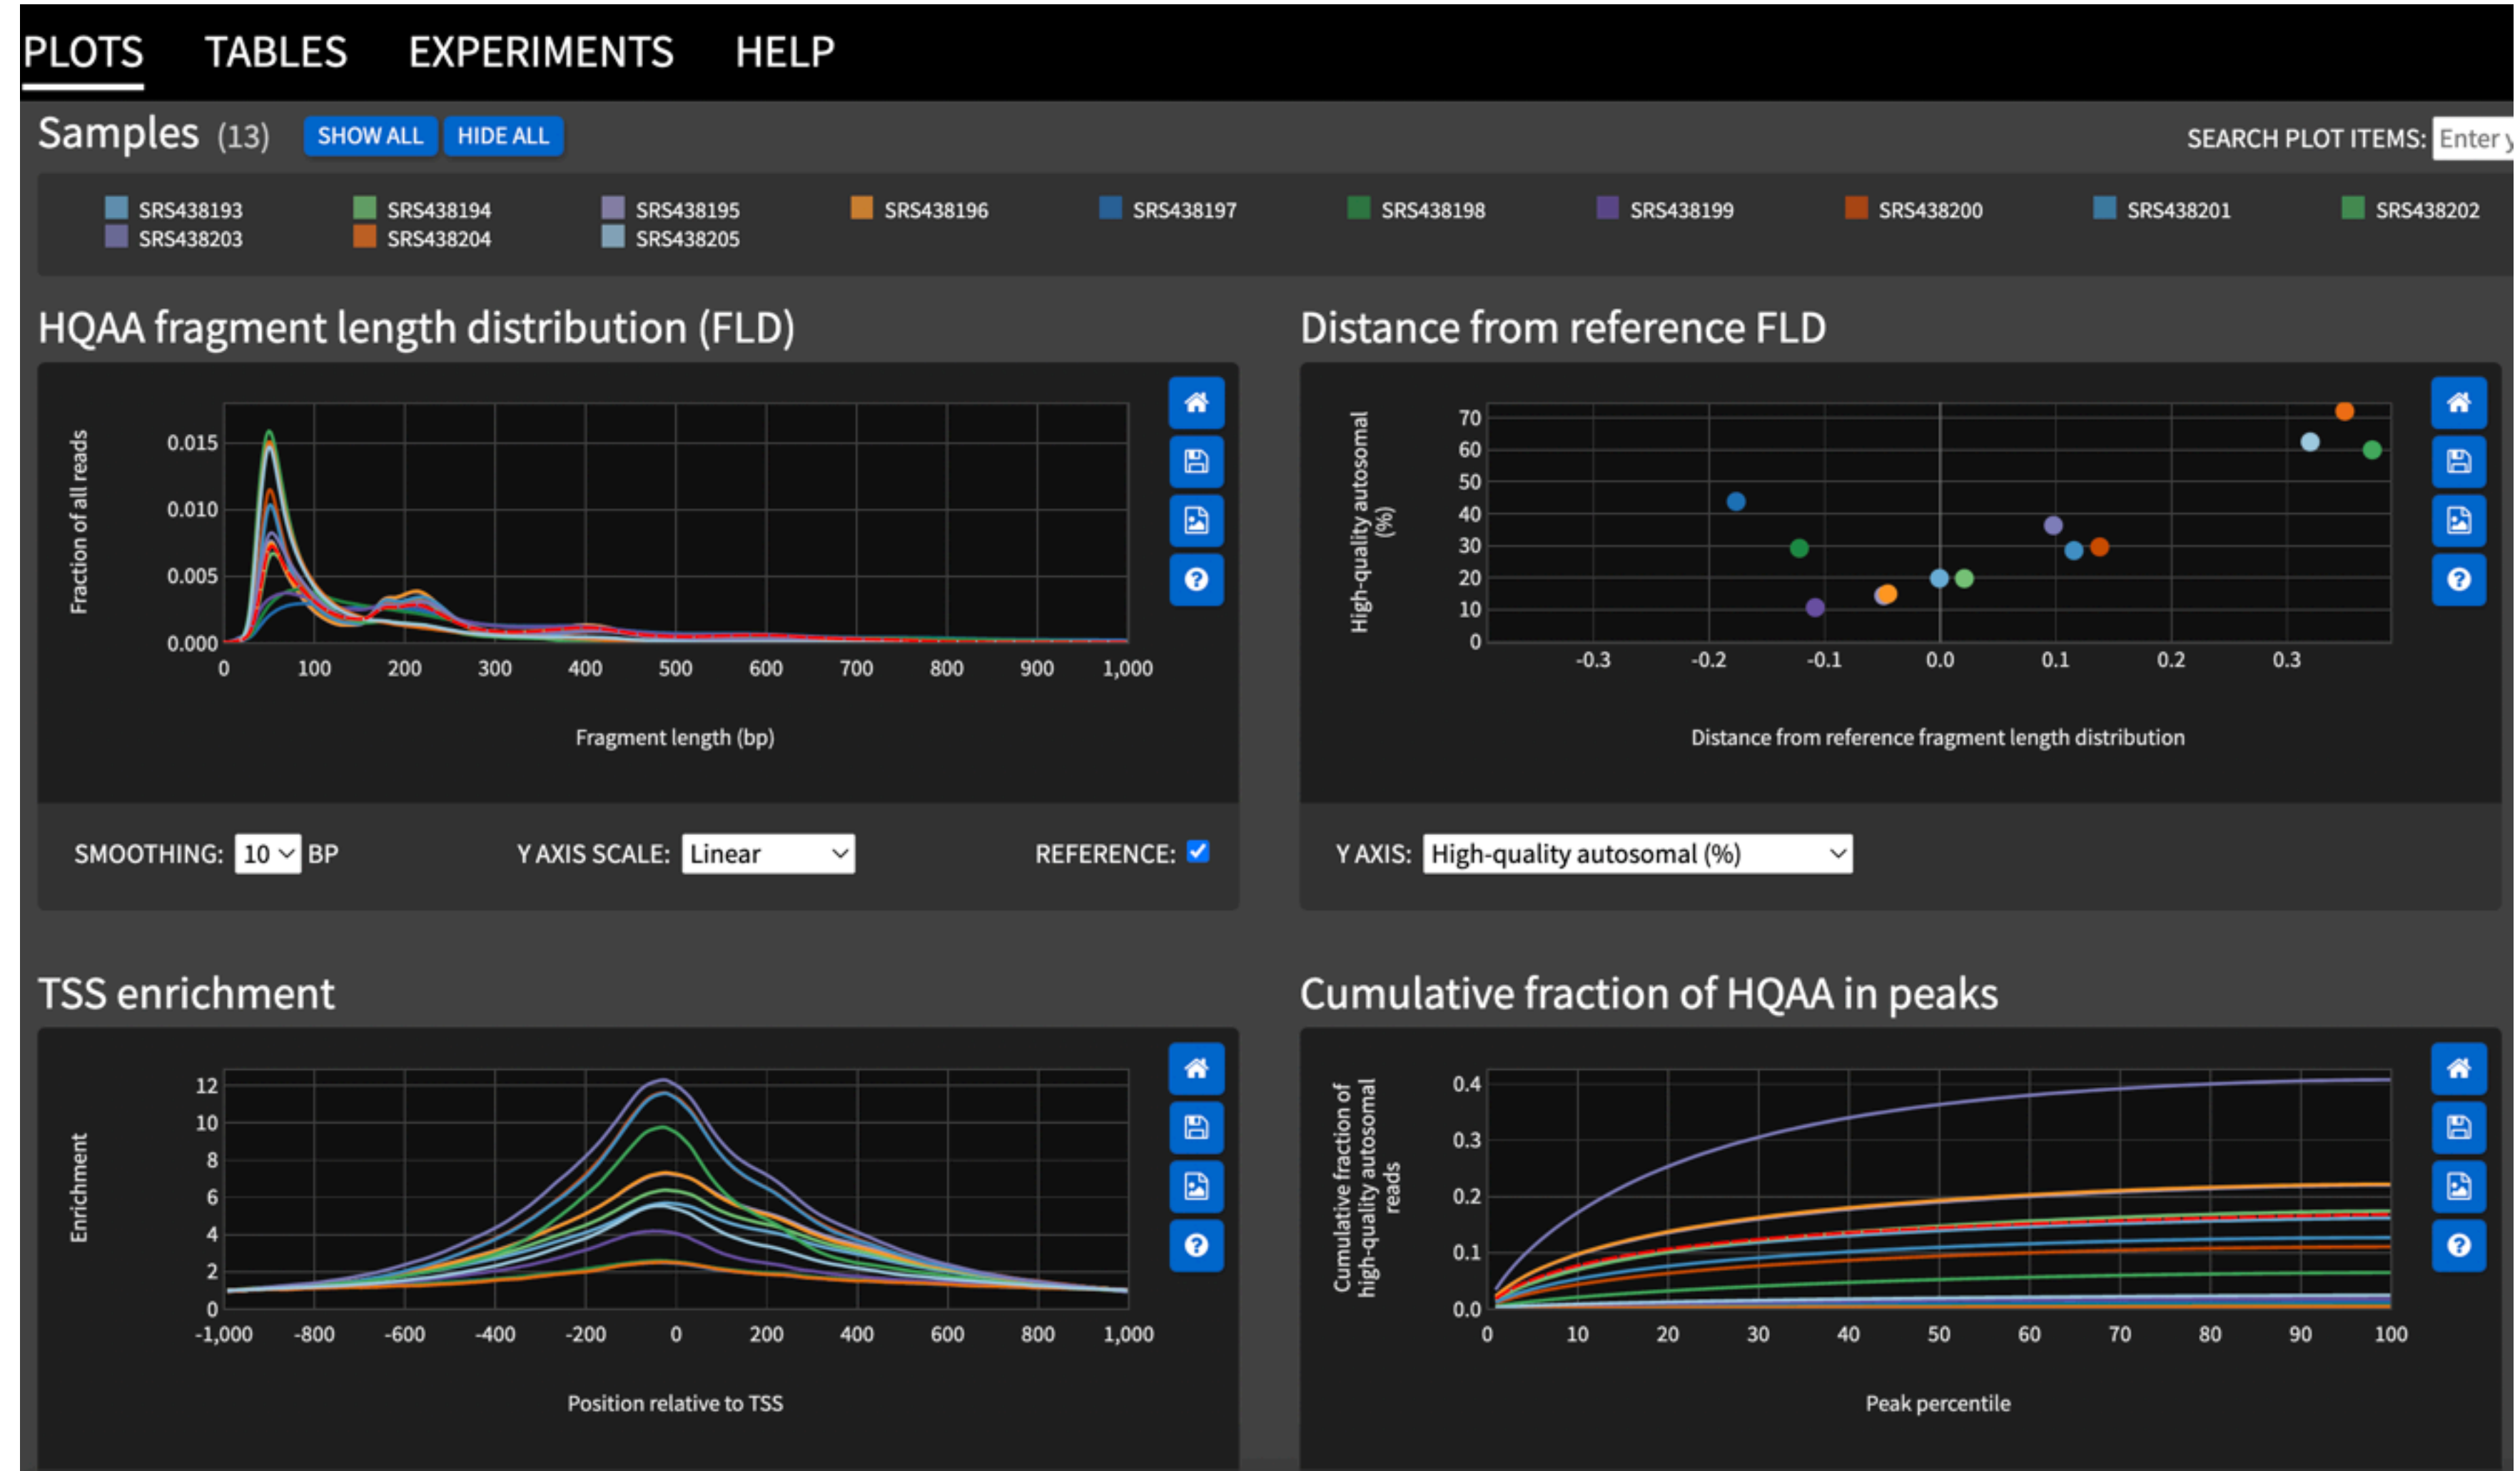 PLOTS TABLES EXPERIMENTS HELP
Samples (13) SHOW ALL HIDE ALL SEARCH PLOT ITEMS: Enter
SRS438193 SRS438194 SRS438195 SRS438196 SRS438197 SRS438198 SRS438199 SRS438200 SRS438201 SRS438202
SRS438203 SRS438204 SRS438205
HQAA fragment length distribution (FLD)
Fraction of all reads
0.015
0.010
0.005
0.000
0 100 200 300 400 500 600 700 800 900 1,000
Fragment length (bp)
SMOOTHING: 10 BP Y AXIS SCALE: Linear REFERENCE:
Distance from reference FLD
High-quality autosomal
(%)
70
60
50
40
30
20
10
0
-0.3 -0.2 -0.1 0.0 0.1 0.2 0.3
Distance from reference fragment length distribution
Y AXIS: High-quality autosomal (%)
TSS enrichment
Enrichment
12
10
8
6
4
2
0
-1,000 -800 -600 -400 -200 0 200 400 600 800 1,000
Position relative to TSS
Cumulative fraction of HQAA in peaks
Cumulative fraction of
high-quality autosomal
reads
0.4
0.3
0.2
0.1
0.0
0 10 20 30 40 50 60 70 80 90 100
Peak percentile